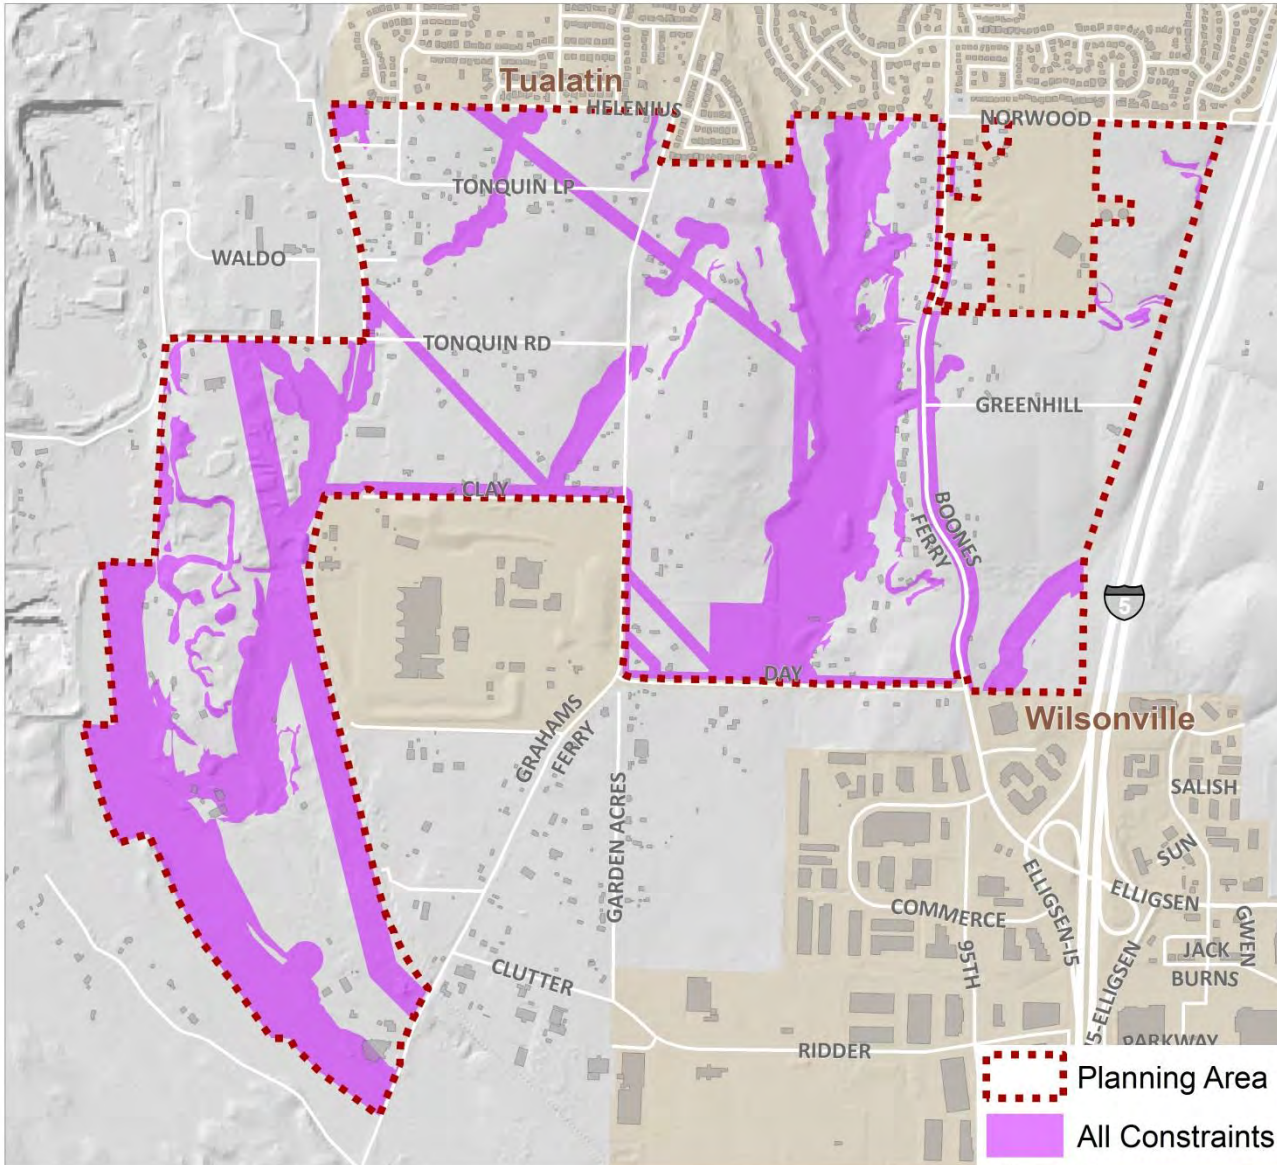 Tualatin
HELENIUS
NORWOOD
TONQUIN LP
WALDO
TONQUIN RD
GREENHILL
CLAY
BOONES
FERRY
5
DAY
GRAHAMS
FERRY
Wilsonville
GARDEN ACRES
SALISH
SUN
ELLIGSEN
ELLIGSEN-I5
COMMERCE
GWEN
95TH
JACK
BURNS
CLUTTER
I5-ELLIGSEN
PARKWAY
RIDDER
Planning Area
All Constraints